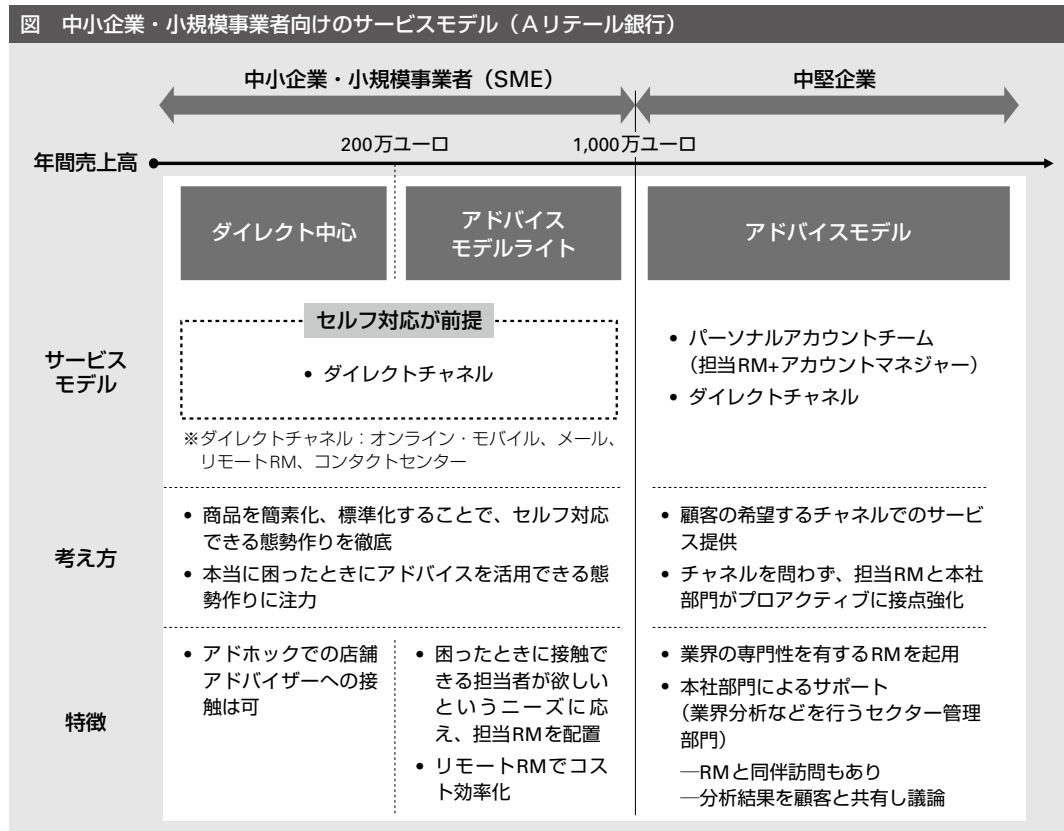 図 中小企業・小規模事業者向けのサービスモデル（Aリテール銀行）
中小企業・小規模事業者（SME）
中堅企業
200万ユーロ
1,000万ユーロ
年間売上高
ダイレクト中心
アドバイス
モデルライト
アドバイスモデル
サービス
モデル
セルフ対応が前提
• ダイレクトチャネル
※ダイレクトチャネル：オンライン・モバイル、メール、
リモートRM、コンタクトセンター
• パーソナルアカウントチーム
（担当RM+アカウントマネジャー）
• ダイレクトチャネル
考え方
• 商品を簡素化、標準化することで、セルフ対応
できる態勢作りを徹底
• 本当に困ったときにアドバイスを活用できる態
勢作りに注力
• 顧客の希望するチャネルでのサービ
ス提供
• チャネルを問わず、担当RMと本社
部門がプロアクティブに接点強化
特徴
• アドホックでの店舗
アドバイザーへの接
触は可
• 困ったときに接触で
きる担当者が欲しい
というニーズに応
え、担当RMを配置
• リモートRMでコス
ト効率化
• 業界の専門性を有するRMを起用
• 本社部門によるサポート
（業界分析などを行うセクター管理
部門）
―RMと同伴訪問もあり
―分析結果を顧客と共有し議論